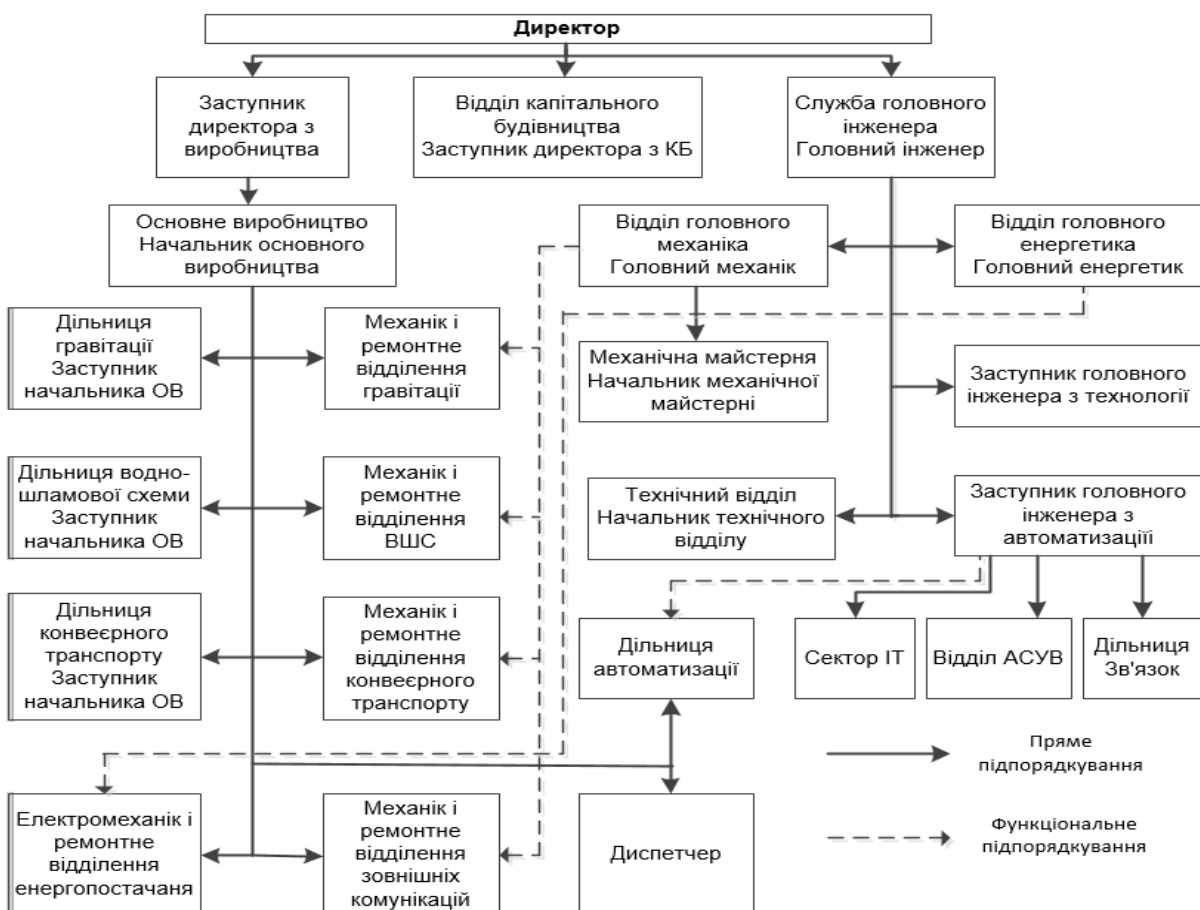 Директор
Заступник
директора з
виробництва
Відділ капітального
будівництва
Заступник директора з КБ
Служба головного
інженера
Головний інженер
Основне виробництво
Начальник основного
виробництва
Відділ головного
механіка
Головний механік
Відділ головного
енергетика
Головний енергетик
Дільниця
гравітації
Заступник
начальника ОВ
Механік і
ремонтне
відділення
гравітації
Механічна майстерня
Начальник механічної
майстерні
Заступник головного
інженера з технології
Дільниця водно-
шламової схеми
Заступник
начальника ОВ
Механік і
ремонтне
відділення
ВШС
Технічний відділ
Начальник технічного
відділу
Заступник головного
інженера з
автоматизаціїі
Дільниця
конвеєрного
транспорту
Заступник
начальника ОВ
Механік і
ремонтне
відділення
конвеєрного
транспорту
Дільниця
автоматизації
Сектор ІТ
Відділ АСУВ
Дільниця
Зв'язок
Пряме
підпорядкування
Електромеханік і
ремонтне
відділення
енергопостачаня
Механік і
ремонтне
відділення
зовнішніх
комунікацій
Диспетчер
Функціональне
підпорядкування